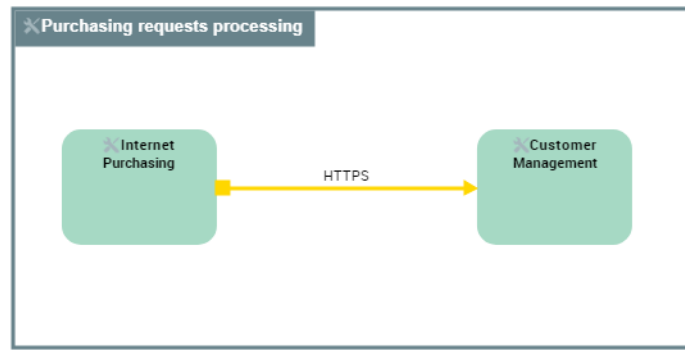 Purchasing requests processing
Internet
Purchasing
HTTPS
Customer
Management